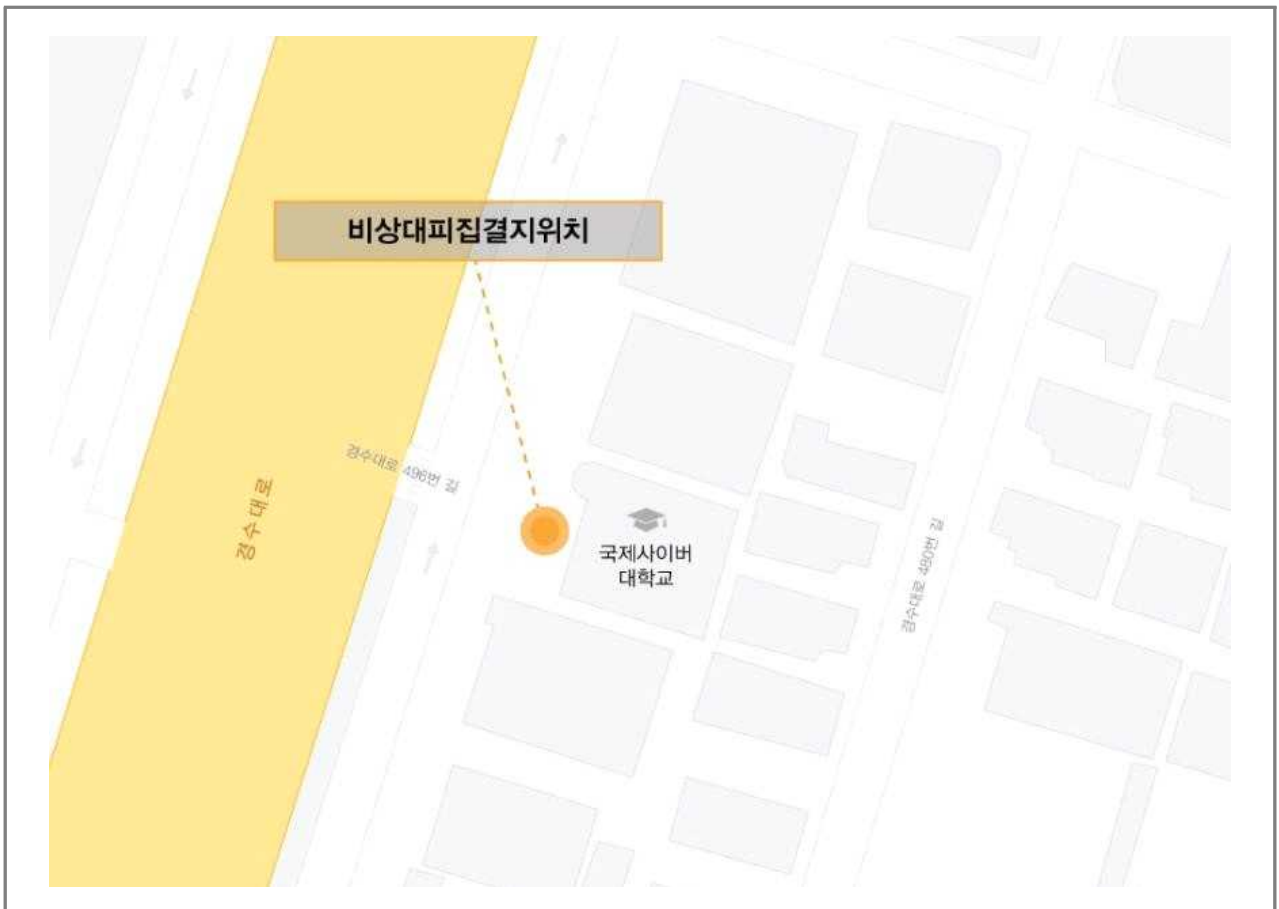 비상대피집결지위치
경수대로 496번 길
경수대로
국제사이버
대학교
경수대로 480번 길